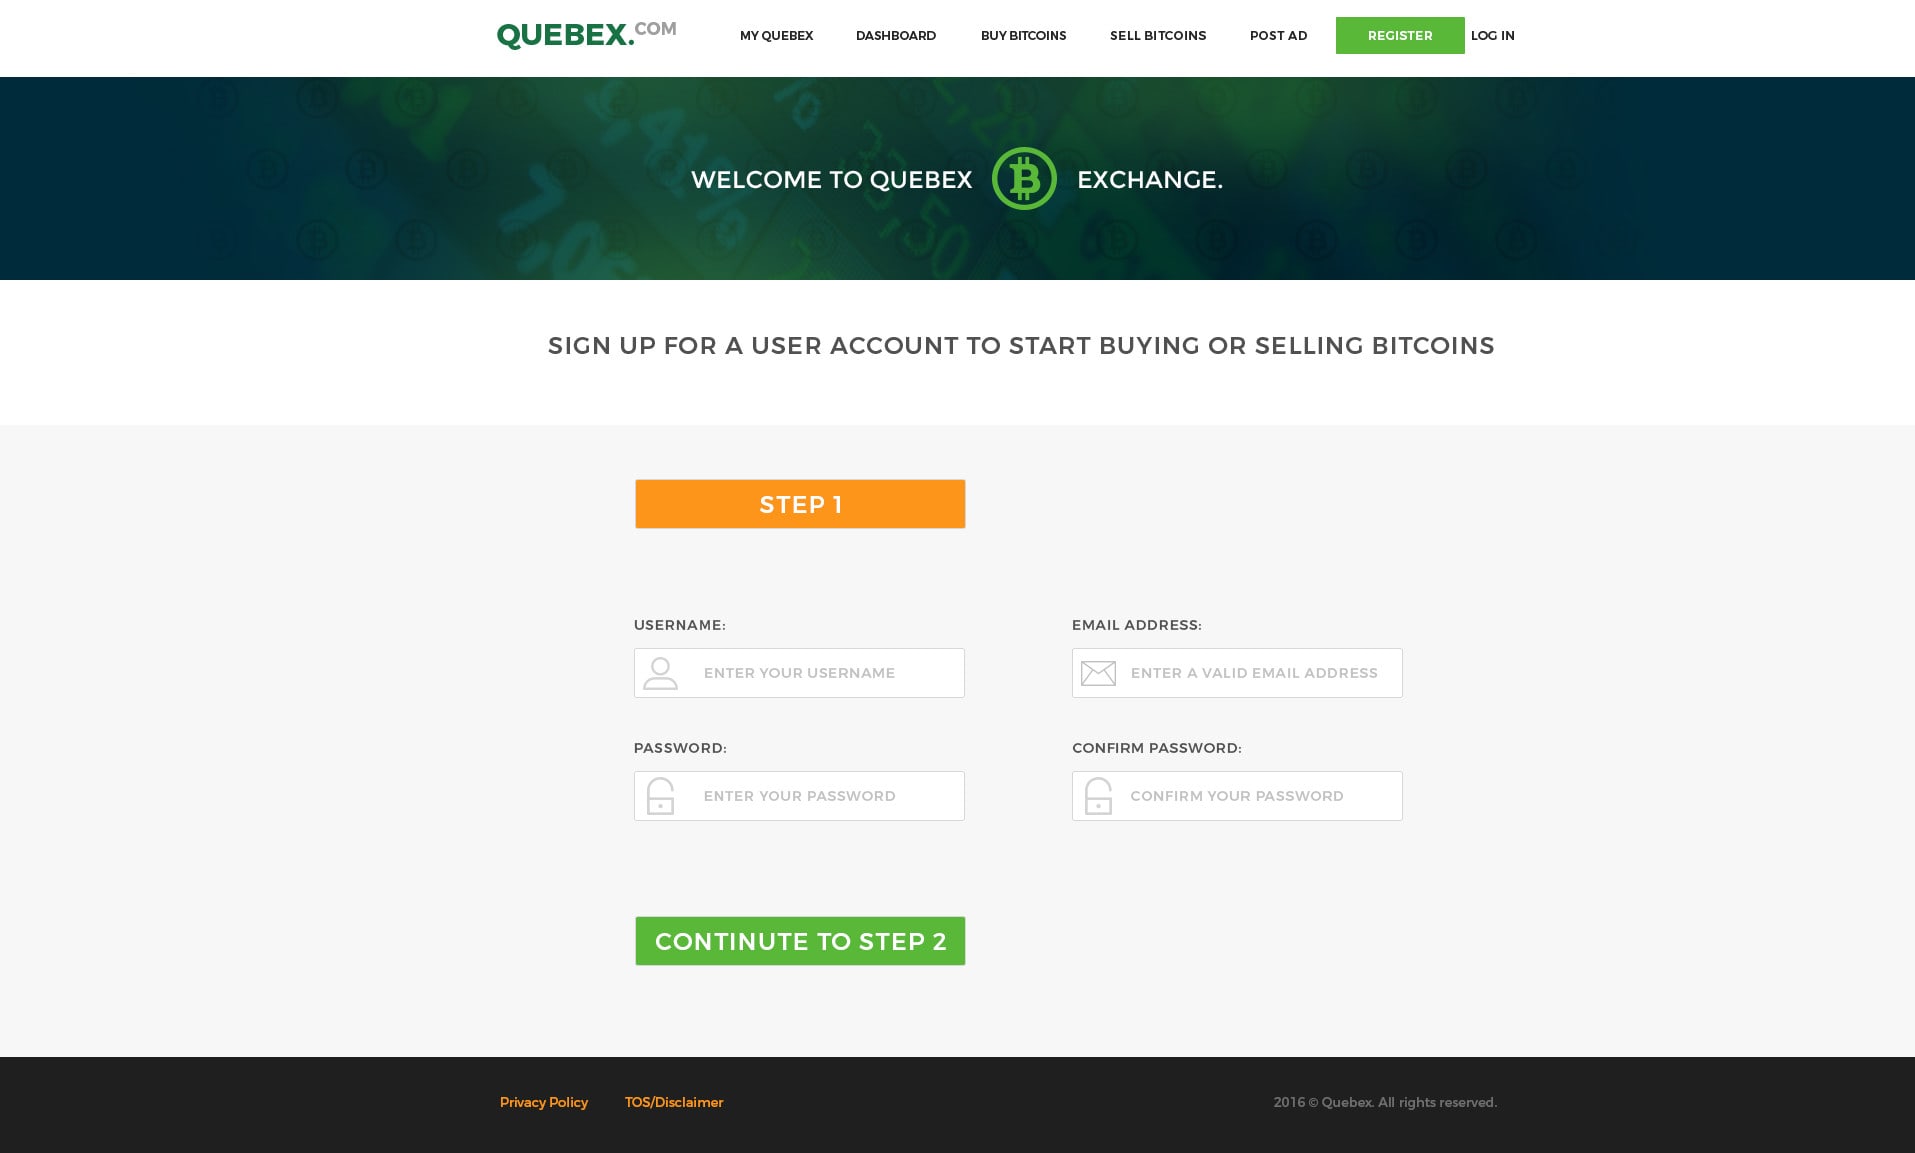 QUEBEX.COM
MY QUEBEX DASHBOARD BUY BITCOINS SELL BITCOINS POST AD REGISTER LOG IN
WELCOME TO QUEBEX EXCHANGE.
SIGN UP FOR A USER ACCOUNT TO START BUYING OR SELLING BITCOINS
STEP 1
USERNAME: EMAIL ADDRESS:
ENTER YOUR USERNAME ENTER A VALID EMAIL ADDRESS
PASSWORD: CONFIRM PASSWORD:
ENTER YOUR PASSWORD CONFIRM YOUR PASSWORD
CONTINUTE TO STEP 2
Privacy Policy TOS/Disclaimer 2016 © Quebex. All rights reserved.